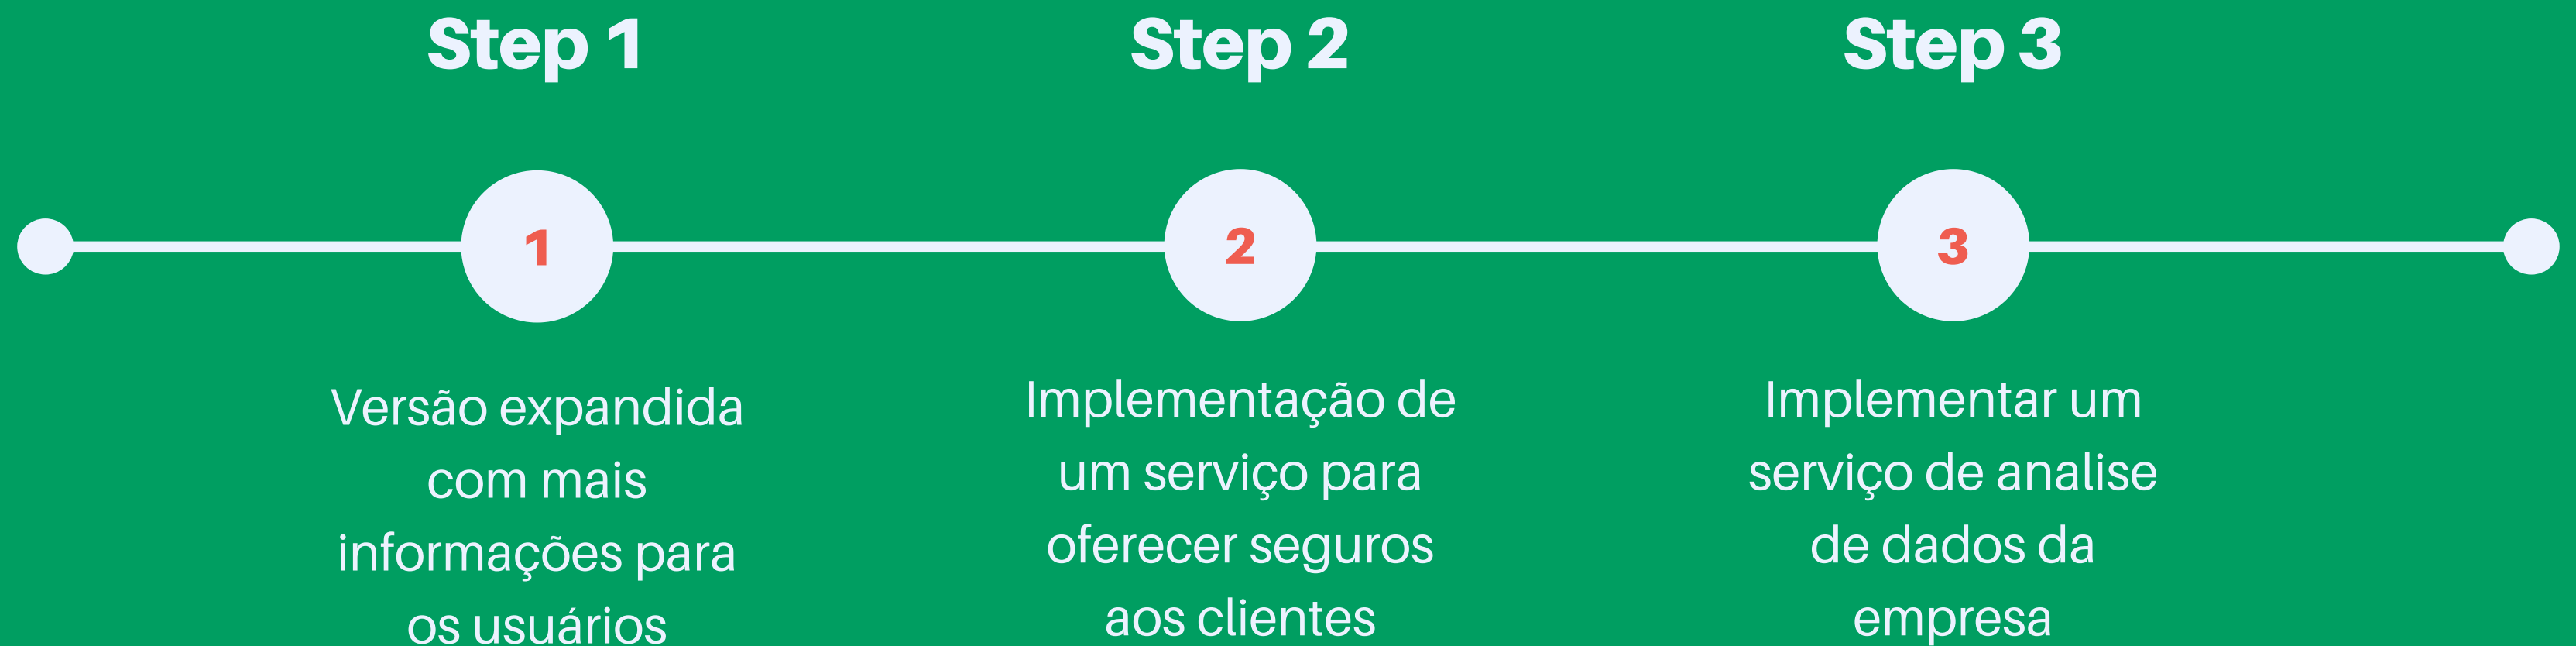 Step 1
Step 2
Step 3
1
2
3
Versão expandida
com mais
informações para
os usuários
Implementação de
um serviço para
oferecer seguros
aos clientes
Implementar um
serviço de analise
de dados da
empresa